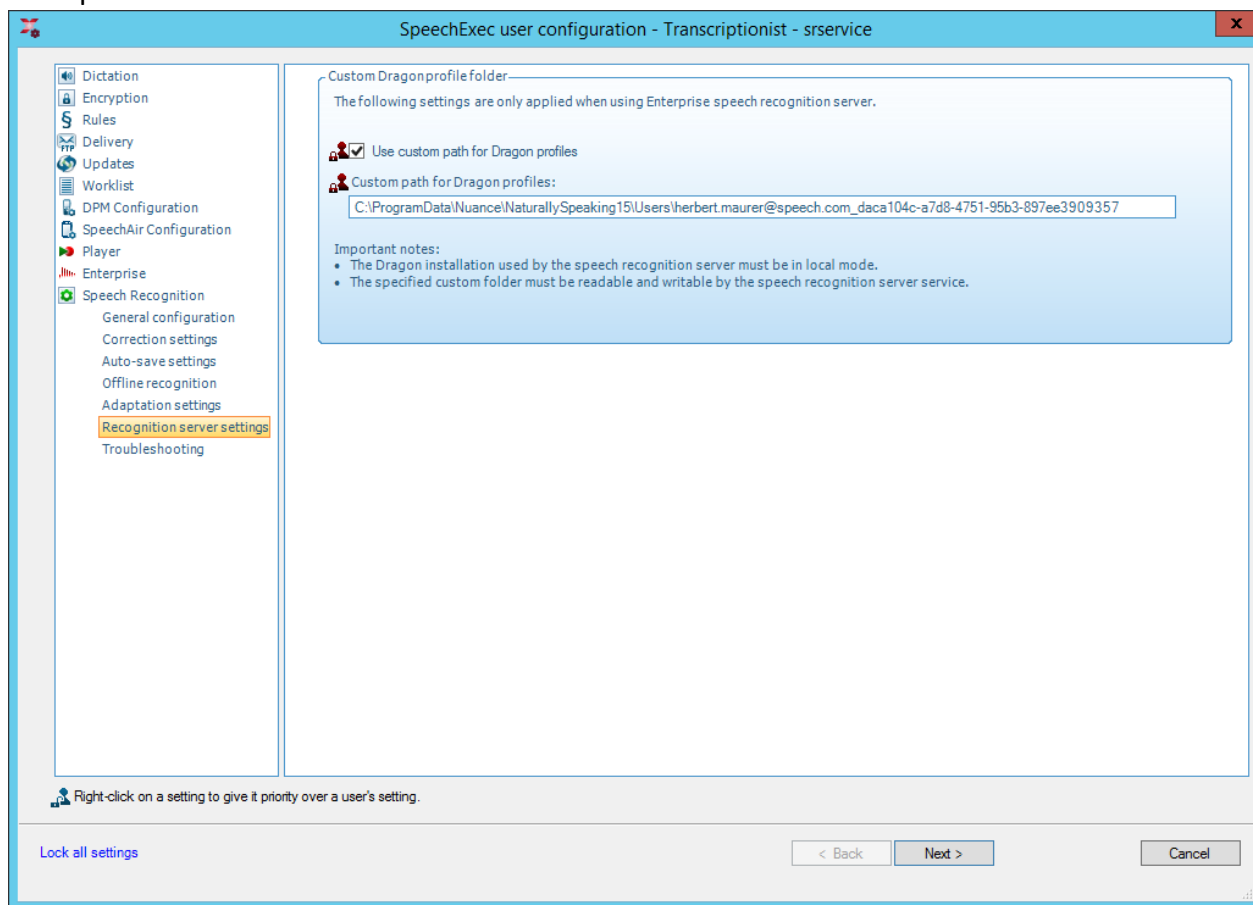 SpeechExec user configuration - Transcriptionist - srservice
x
Dictation
Encryption
§ Rules
FTP Delivery
Updates
Worklist
DPM Configuration
SpeechAir Configuration
Player
Enterprise
Speech Recognition
General configuration
Correction settings
Auto-save settings
Offline recognition
Adaptation settings
Recognition server settings
Troubleshooting
Custom Dragon profile folder
The following settings are only applied when using Enterprise speech recognition server.
Use custom path for Dragon profiles
Custom path for Dragon profiles:
C:\ProgramData\Nuance\NaturallySpeaking15\Users\herbert.maurer@speech.com_daca104c-a7d8-4751-95b3-897ee3909357
Important notes:
• The Dragon installation used by the speech recognition server must be in local mode.
• The specified custom folder must be readable and writable by the speech recognition server service.
Right-click on a setting to give it priority over a user's setting.
Lock all settings
< Back
Next >
Cancel